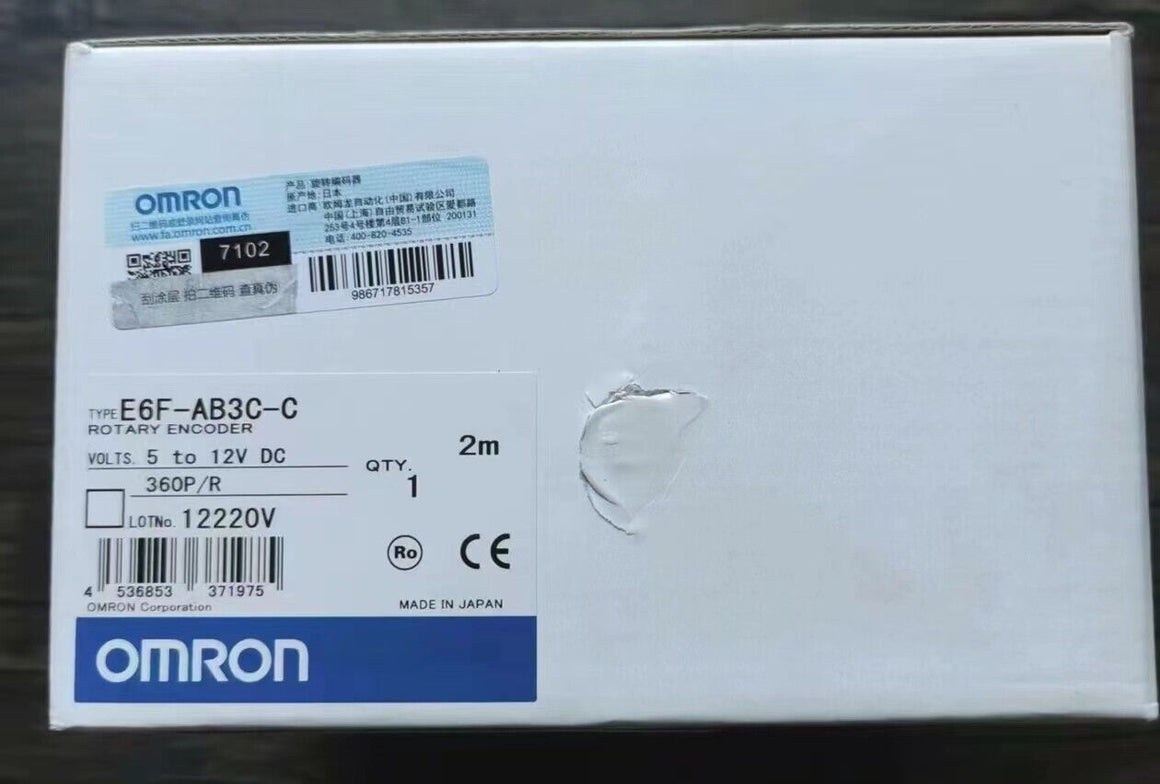 OMRON
扫二维码或登录网站查询真伪
www.fa.omron.com.cn
7102
刮涂层 扫二维码 查真伪
产品: 旋转编码器
原产地: 日本
进口商: 欧姆龙自动化(中国)有限公司
中国(上海)自由贸易试验区爱都路
253号4号楼第4层B1-1部位 200131
电话: 400-820-4535
986717815357
TYPE E6F-AB3C-C
ROTARY ENCODER
2m
VOLTS. 5 to 12V DC
QTY.
1
360P/R
LOTNo. 12220V
4 536853 371975
Ro CE
OMRON Corporation
MADE IN JAPAN
OMRON